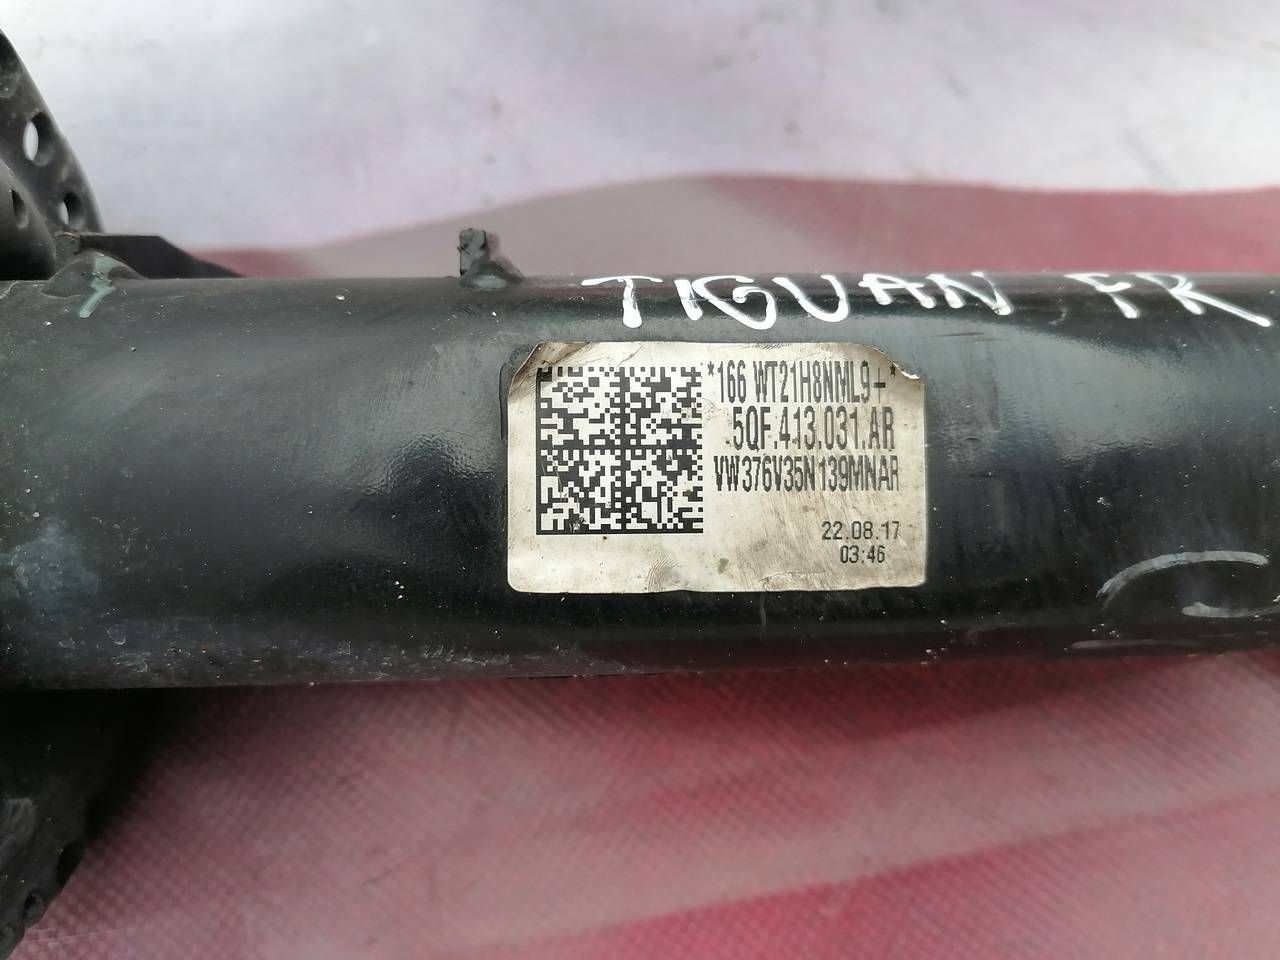 TIGUAN FR
*166 WT21H8NML9+*
5QF.413.031.AR
VW376V35N139MNAR
22.08.17
03:46